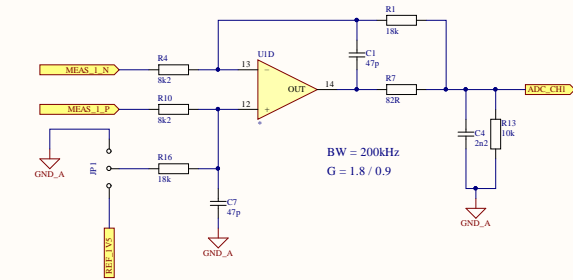 R1
18k
U1D
C1
47p
R4
MEAS_1_N
8k2
13
R7
OUT
14
82R
ADC_CH1
R10
MEAS_1_P
8k2
12
+
*
C4
2n2
R13
10k
BW = 200kHz
G = 1.8 / 0.9
GND_A
JP1
R16
18k
C7
47p
GND_A
GND_A
REF_1V5